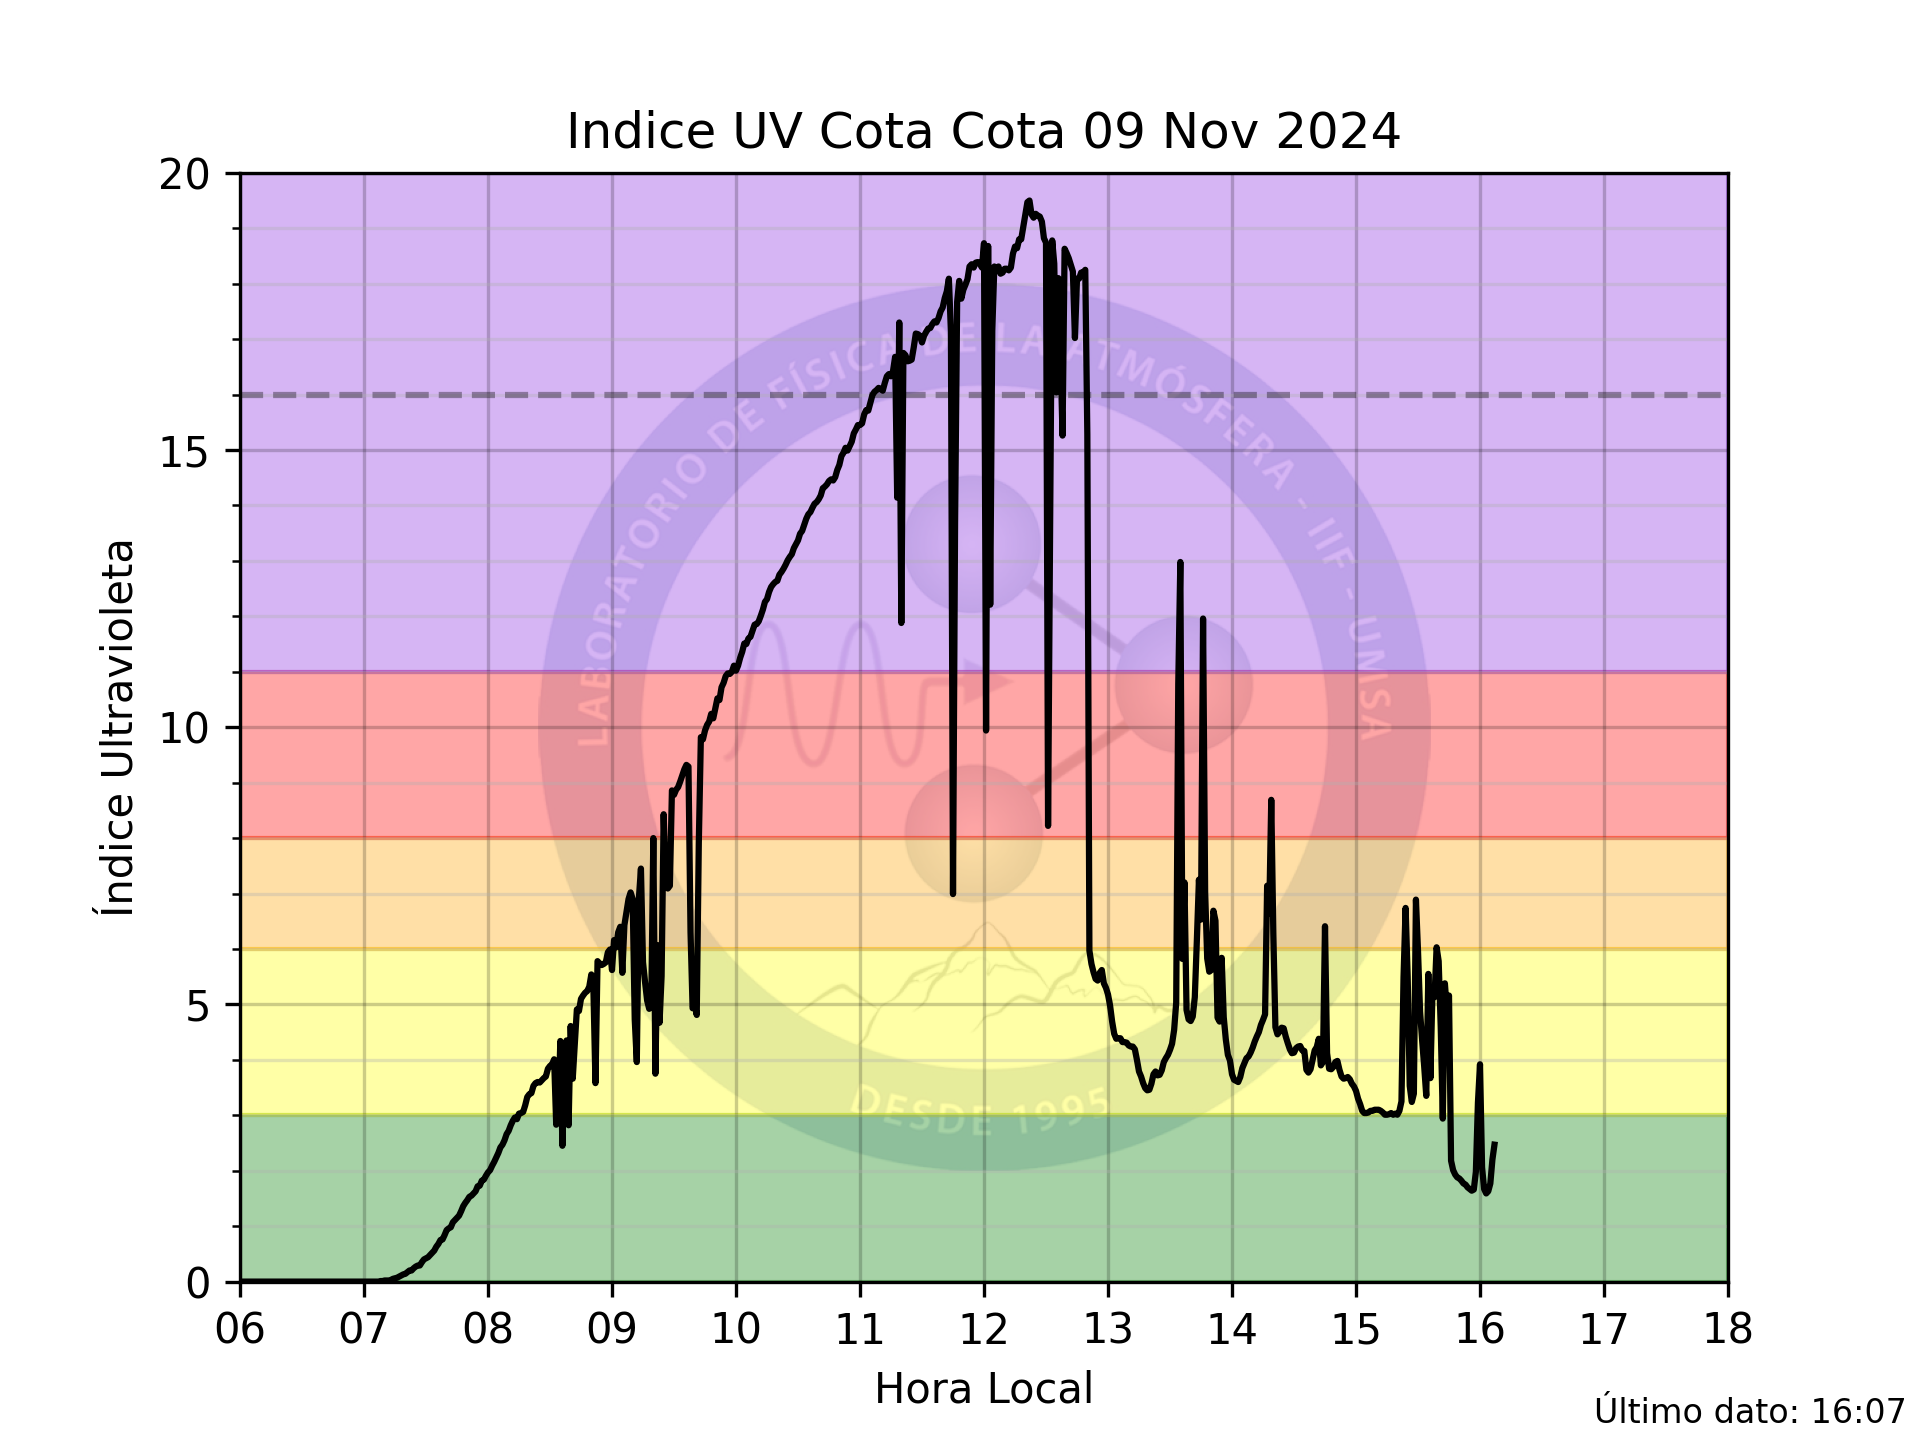 Indice UV Cota Cota 09 Nov 2024
20
15
10
5
0
Índice Ultravioleta
LABORATORIO DE FÍSICA DE LA ATMÓSFERA - IIF - UMSA
DESDE 1995
06 07 08 09 10 11 12 13 14 15 16 17 18
Hora Local
Último dato: 16:07